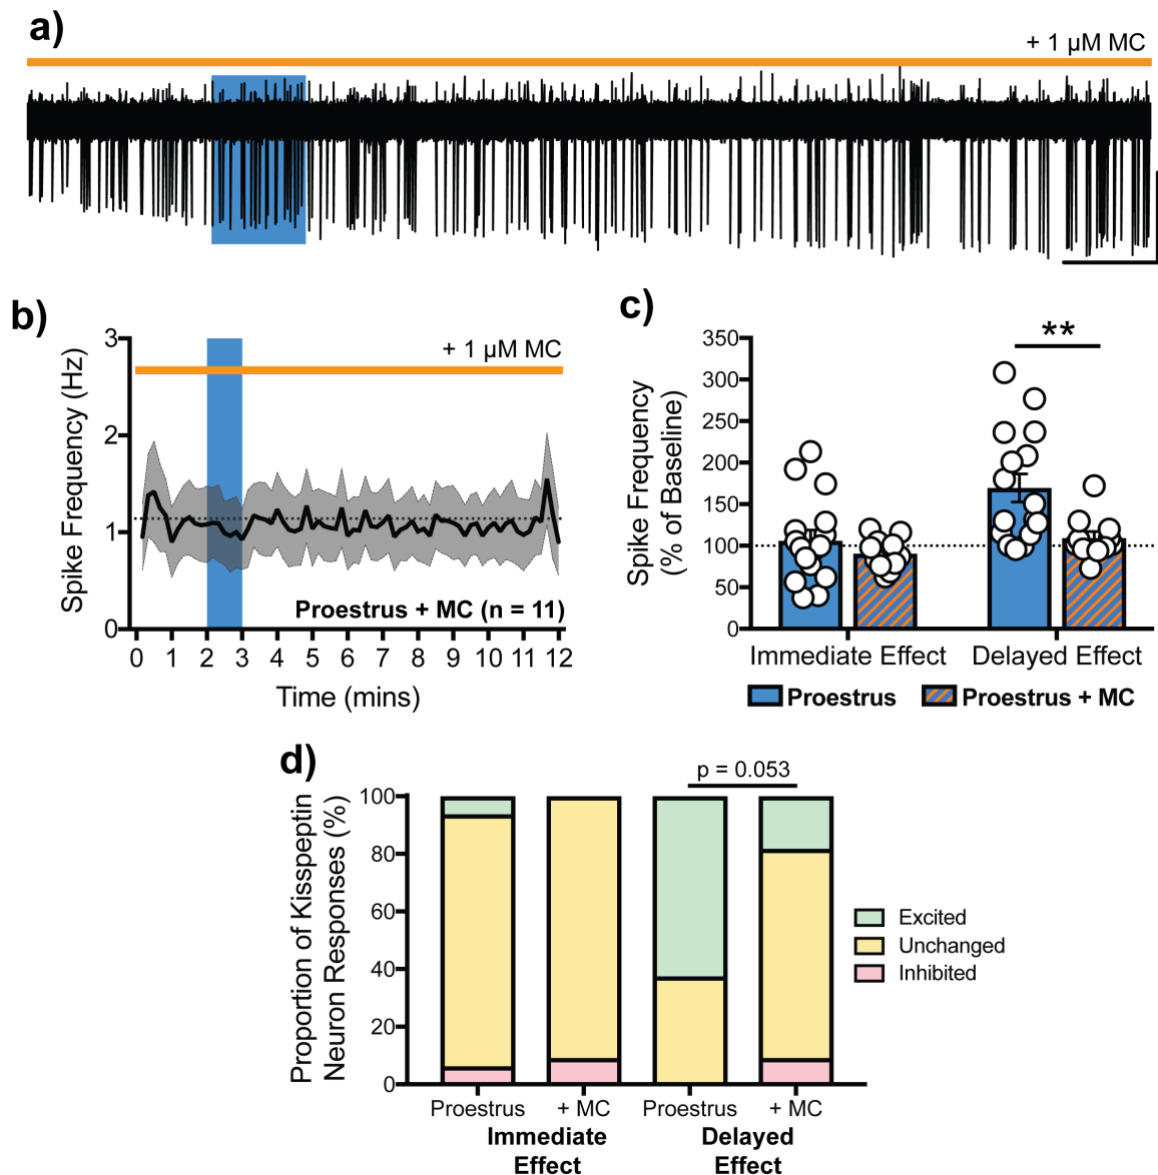 a)
+ 1 µM MC
b)
Spike Frequency (Hz)
3
2
1
0
+ 1 µM MC
Proestrus + MC (n = 11)
0 1 2 3 4 5 6 7 8 9 10 11 12
Time (mins)
c)
Spike Frequency
(% of Baseline)
350
300
250
200
150
100
50
0
**
Immediate Effect Delayed Effect
Proestrus Proestrus + MC
d)
Proportion of Kisspeptin
Neuron Responses (%)
100
80
60
40
20
0
p = 0.053
Excited
Unchanged
Inhibited
Proestrus + MC Proestrus + MC
Immediate Delayed
Effect Effect